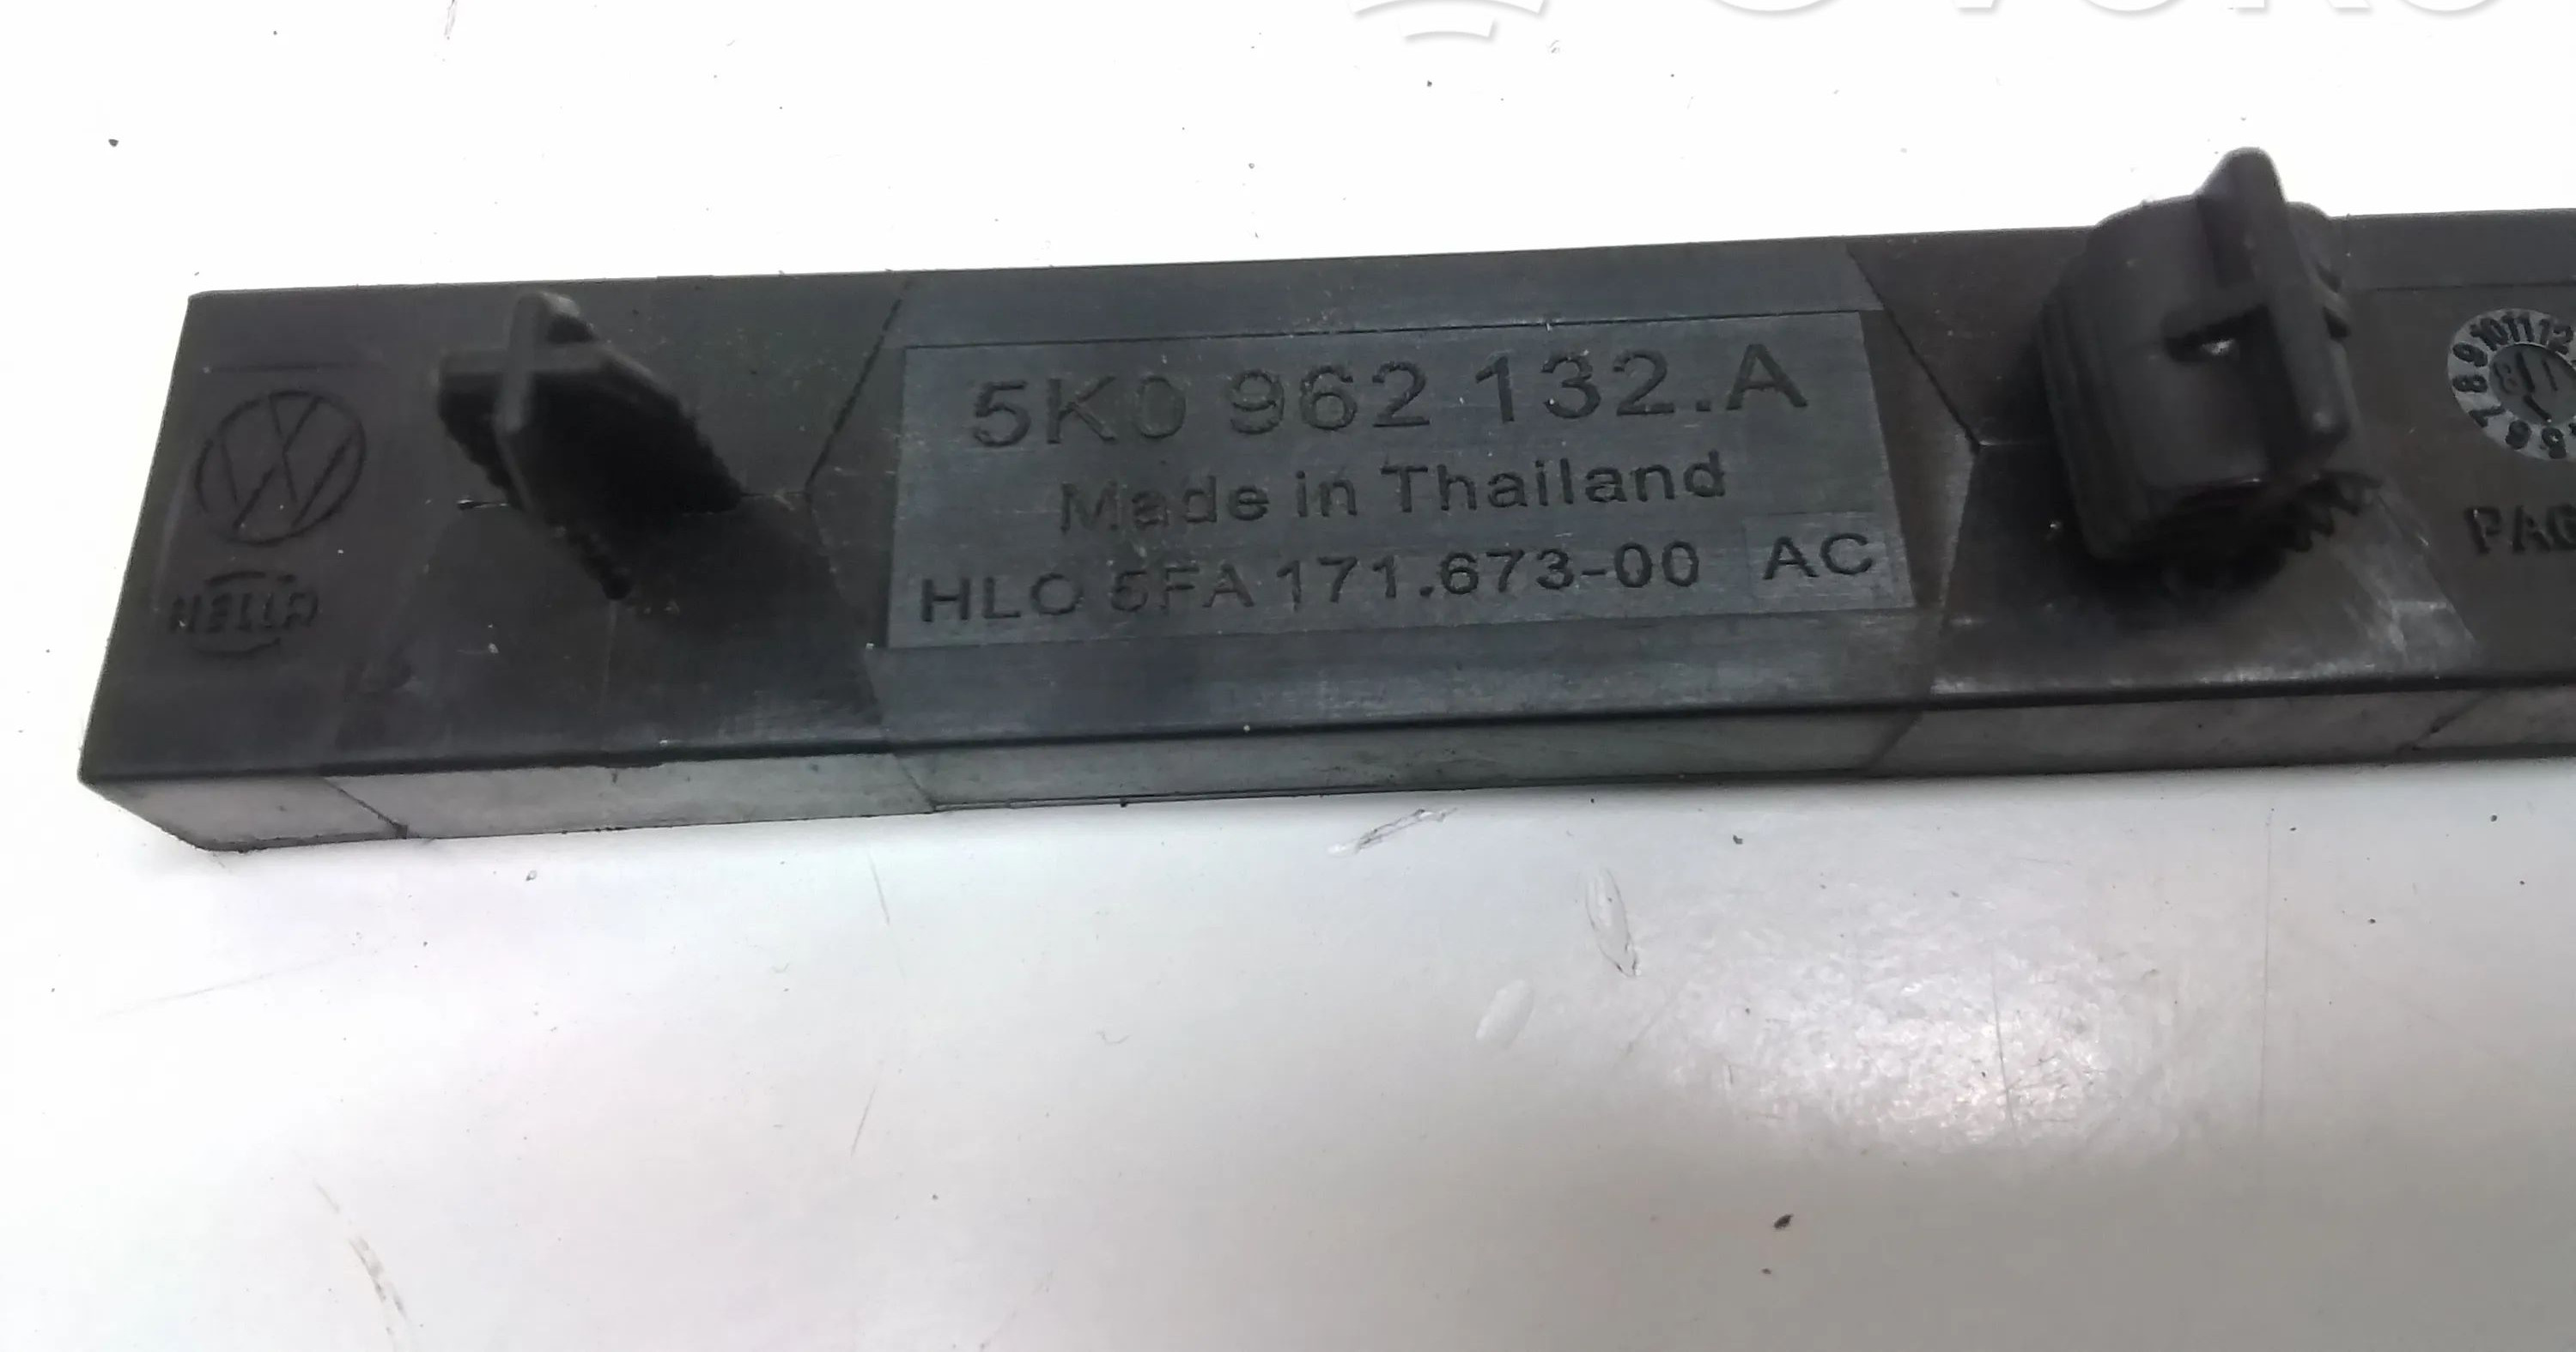 5K0 962 132.A
Made in Thailand
HLO 5FA 171.673-00 AC
HELLA